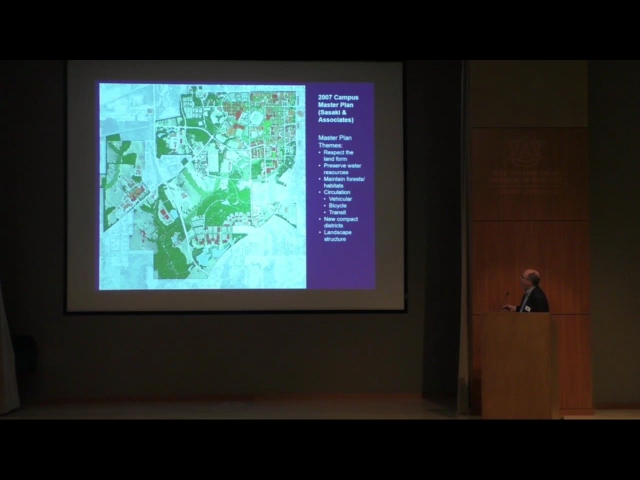 2007 Campus
Master Plan
(Sasaki &
Associates)
Master Plan
Themes:
• Respect the
land form
• Preserve water
resources
• Maintain forests/
habitats
• Circulation
• Vehicular
• Bicycle
• Transit
• New compact
districts
• Landscape
structure